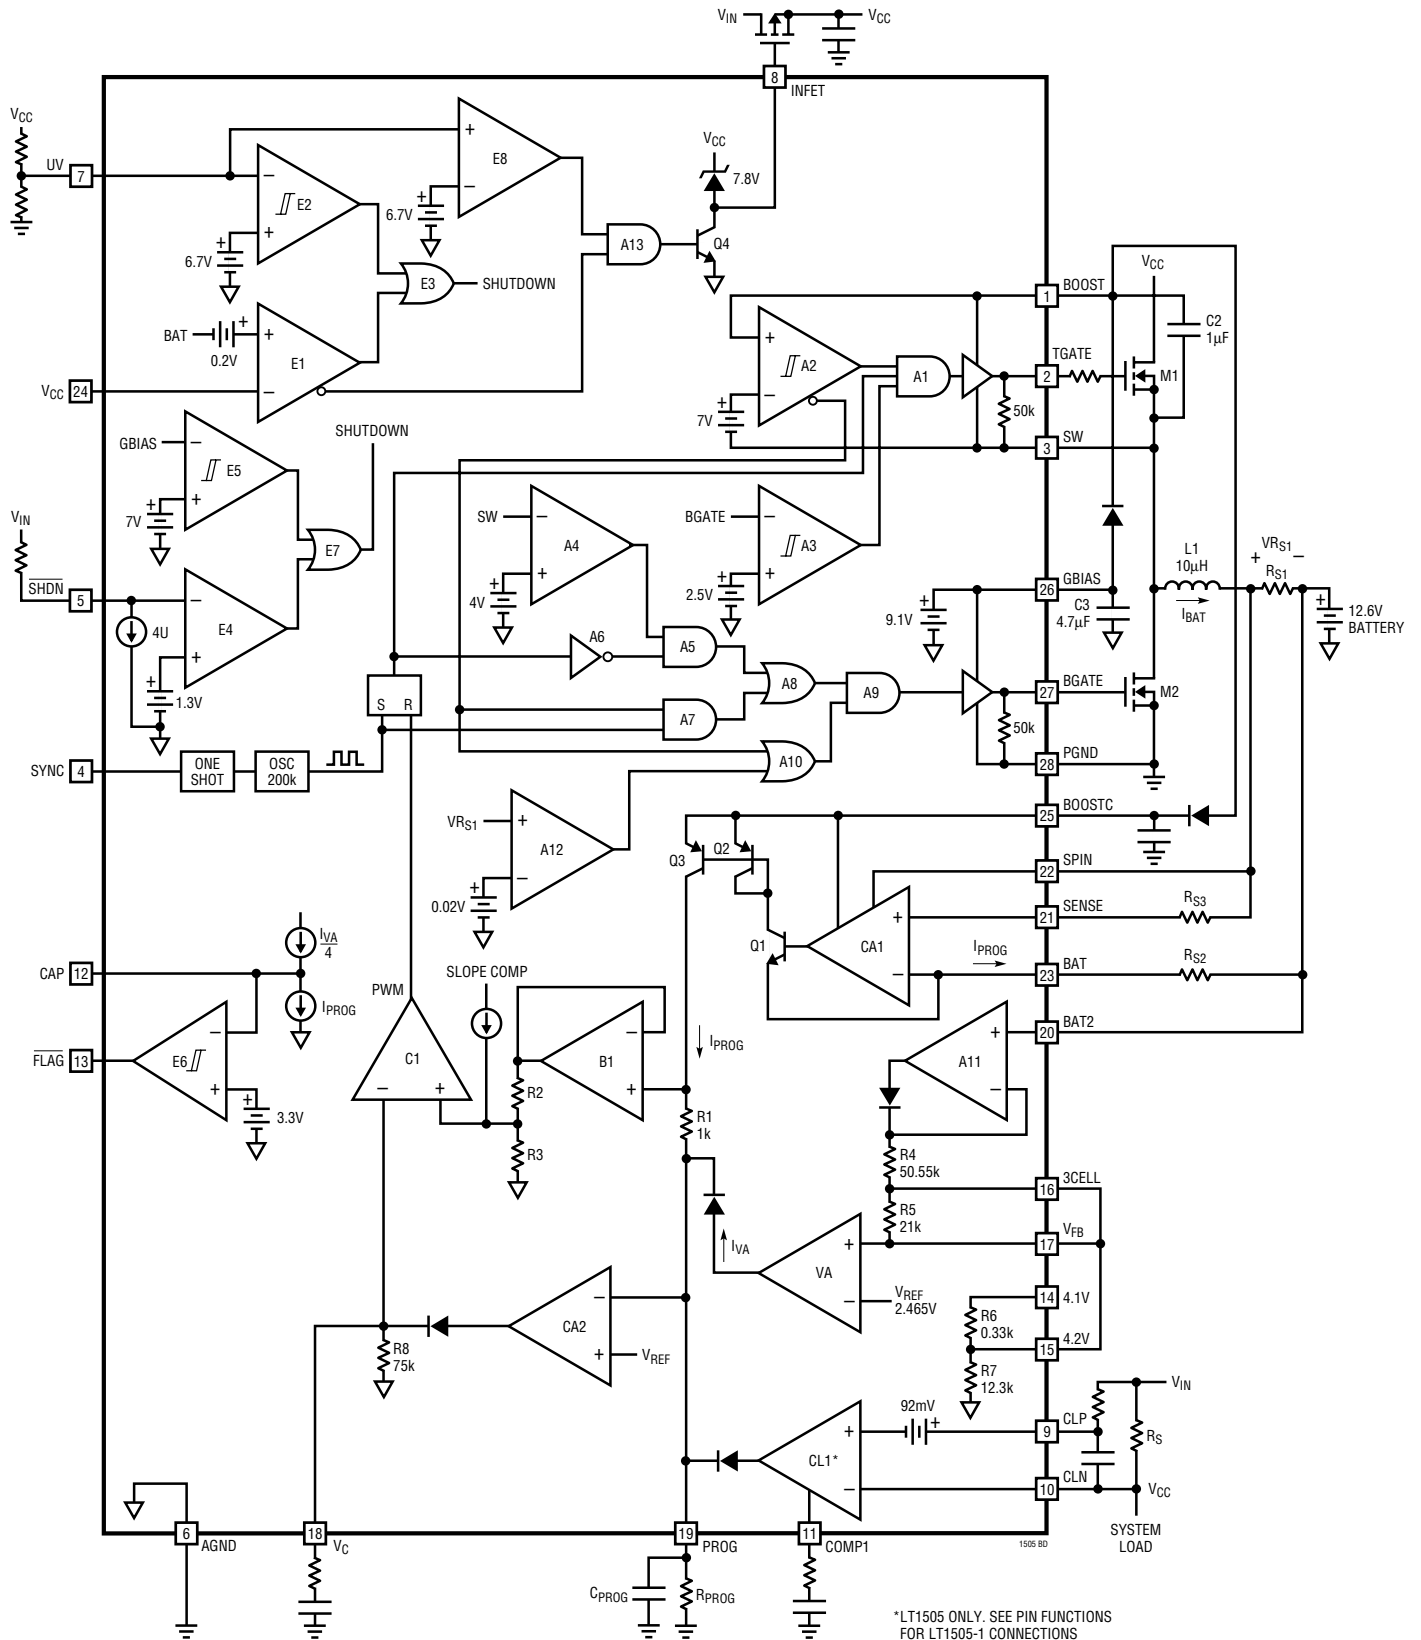 VIN
VCC
8
INFET
VCC
UV
7
+
E8
−
VCC
7.8V
−
E2
+
6.7V
+
6.7V
+
A13
Q4
E3
SHUTDOWN
BAT
+
0.2V
+
E1
−
VCC
24
1
BOOST
VCC
C2
1µF
+
A2
−
7V
+
A1
TGATE
2
M1
50k
3
SW
GBIAS
−
E5
+
7V
+
SHUTDOWN
E7
VIN
SHDN
5
4U
−
E4
+
1.3V
+
SW
−
A4
+
4V
+
BGATE
−
A3
+
2.5V
+
26
GBIAS
9.1V
+
C3
4.7µF
L1
10µH
IBAT
VRS1
+
−
RS1
+
12.6V
BATTERY
A6
A5
A8
A9
A7
A10
S
R
27
BGATE
M2
50k
28
PGND
SYNC
4
ONE
SHOT
OSC
200k
25
BOOSTC
VRS1
+
A12
−
0.02V
+
Q3
Q2
22
SPIN
21
SENSE
RS3
Q1
CA1
+
−
IPROG
23
BAT
RS2
20
BAT2
CAP
12
IVA
4
IPROG
FLAG
13
E6
−
+
+
3.3V
PWM
C1
−
+
SLOPE COMP
B1
−
+
R2
R3
IPROG
R1
1k
A11
+
−
R4
50.55k
16
3CELL
R5
21k
17
VFB
IVA
VA
+
−
VREF
2.465V
14
4.1V
R6
0.33k
15
4.2V
R7
12.3k
CA2
−
+
VREF
R8
75k
92mV
+
9
CLP
VIN
RS
CL1*
+
−
10
CLN
VCC
SYSTEM
LOAD
6
AGND
18
VC
19
PROG
11
COMP1
1505 BD
CPROG
RPROG
*LT1505 ONLY. SEE PIN FUNCTIONS
FOR LT1505-1 CONNECTIONS